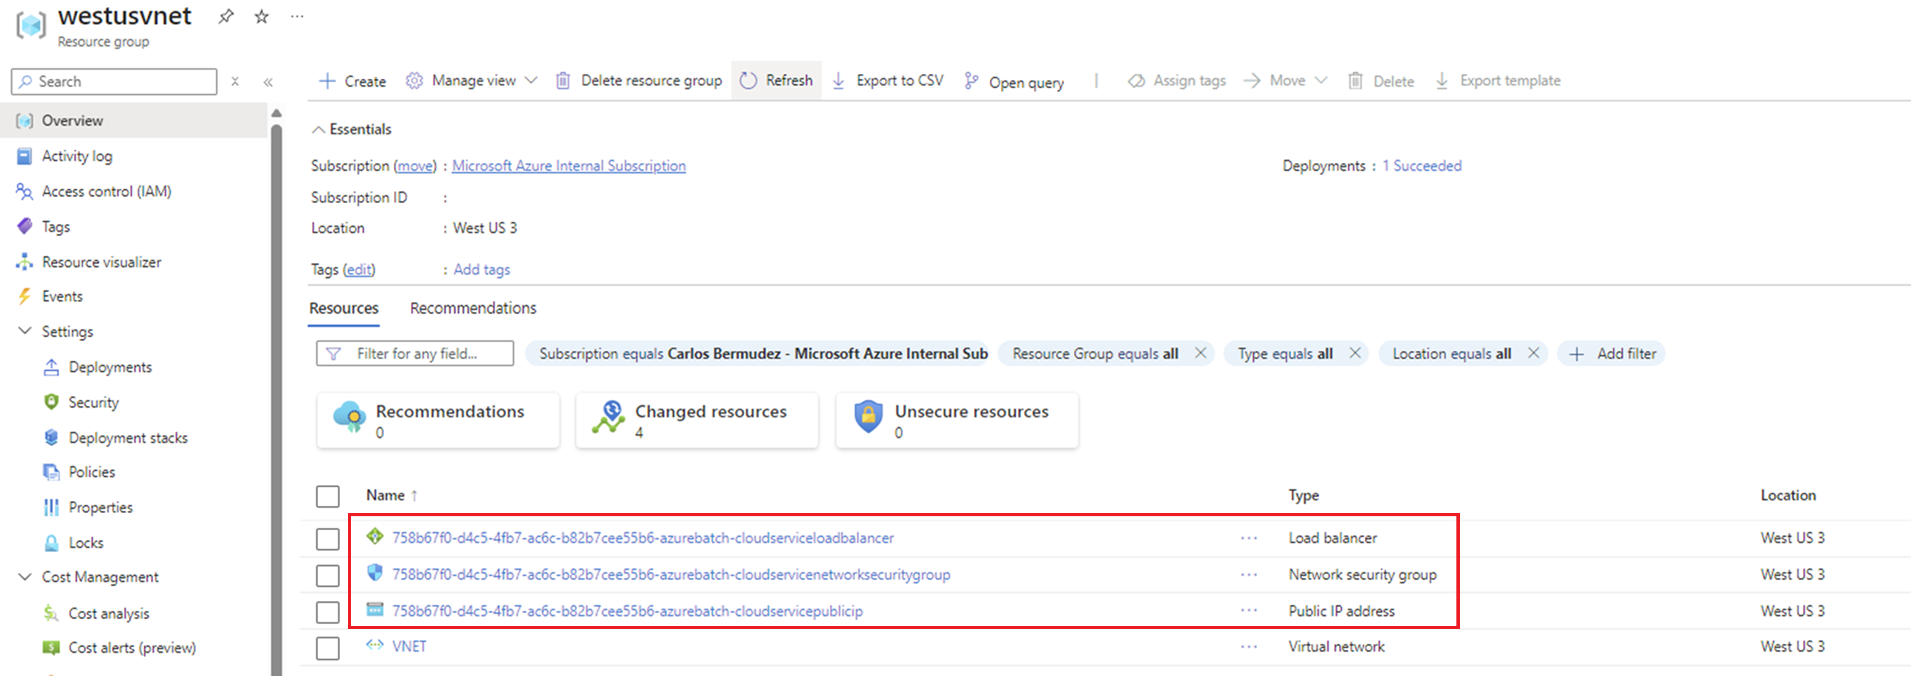 westusvnet
Resource group
Search
Create Manage view Delete resource group Refresh Export to CSV Open query | Assign tags Move Delete Export template
Overview
Activity log
Access control (IAM)
Tags
Resource visualizer
Events
Settings
Deployments
Security
Deployment stacks
Policies
Properties
Locks
Cost Management
Cost analysis
Cost alerts (preview)
Essentials
Subscription (move) : Microsoft Azure Internal Subscription
Deployments : 1 Succeeded
Subscription ID :
Location : West US 3
Tags (edit) : Add tags
Resources Recommendations
Filter for any field... Subscription equals Carlos Bermudez - Microsoft Azure Internal Sub Resource Group equals all Type equals all Location equals all Add filter
Recommendations
0
Changed resources
4
Unsecure resources
0
Name ↑ Type Location
758b67f0-d4c5-4fb7-ac6c-b82b7cee55b6-azurebatch-cloudserviceloadbalancer ... Load balancer West US 3
758b67f0-d4c5-4fb7-ac6c-b82b7cee55b6-azurebatch-cloudservicenetworksecuritygroup ... Network security group West US 3
758b67f0-d4c5-4fb7-ac6c-b82b7cee55b6-azurebatch-cloudservicepublicip ... Public IP address West US 3
VNET ... Virtual network West US 3